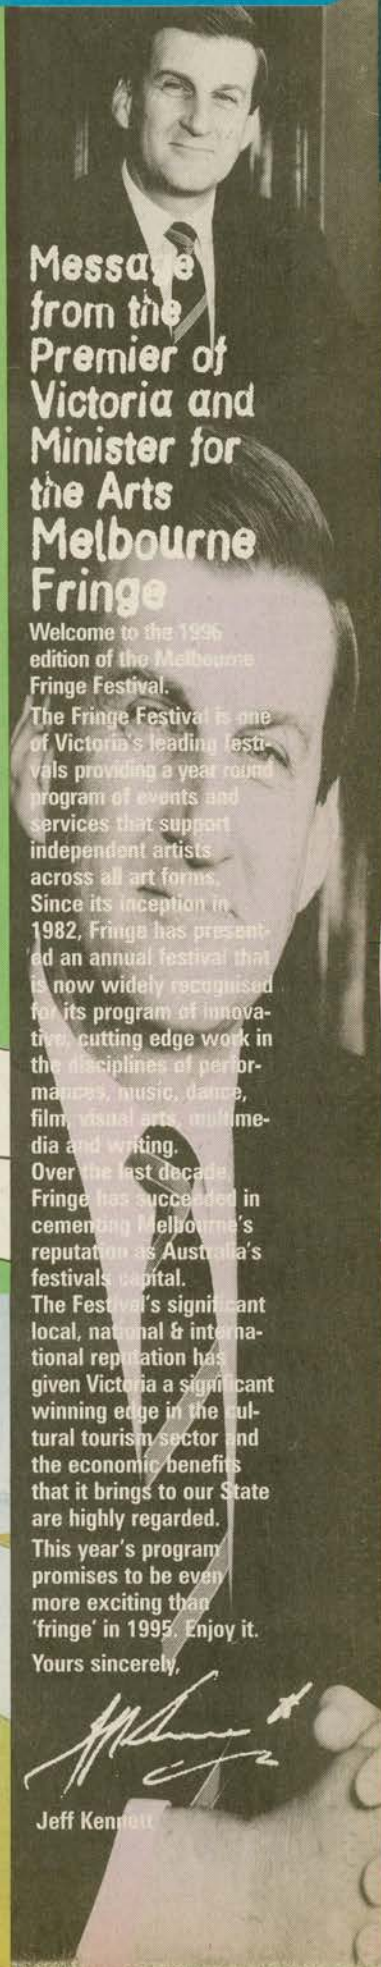 Message
from the
Premier of
Victoria and
Minister for
the Arts
Melbourne
Fringe
Welcome to the 1996
edition of the Melbourne
Fringe Festival.
The Fringe Festival is one
of Victoria's leading festi-
vals providing a year round
program of events and
services that support
independent artists
across all art forms.
Since its inception in
1982, Fringe has present-
ed an annual festival that
is now widely recognised
for its program of innova-
tive, cutting edge work in
the disciplines of perfor-
mances, music, dance,
film, visual arts, multime-
dia and writing.
Over the last decade,
Fringe has succeeded in
cementing Melbourne's
reputation as Australia's
festivals capital.
The Festival's significant
local, national & interna-
tional reputation has
given Victoria a significant
winning edge in the cul-
tural tourism sector and
the economic benefits
that it brings to our State
are highly regarded.
This year's program
promises to be even
more exciting than
'fringe' in 1995. Enjoy it.
Yours sincerely,
Jeff Kennett